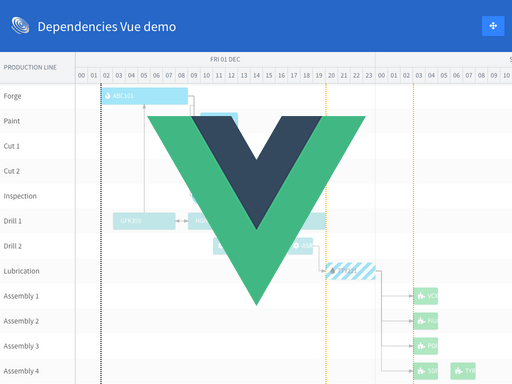 Dependencies Vue demo
PRODUCTION LINE
FRI 01 DEC
00 01 02 03 04 05 06 07 08 09 10 11 12 13 14 15 16 17 18 19 20 21 22 23 00 01 02 03 04 05 06 07 08 09 10
Forge
Paint
Cut 1
Cut 2
Inspection
Drill 1
Drill 2
Lubrication
Assembly 1
Assembly 2
Assembly 3
Assembly 4